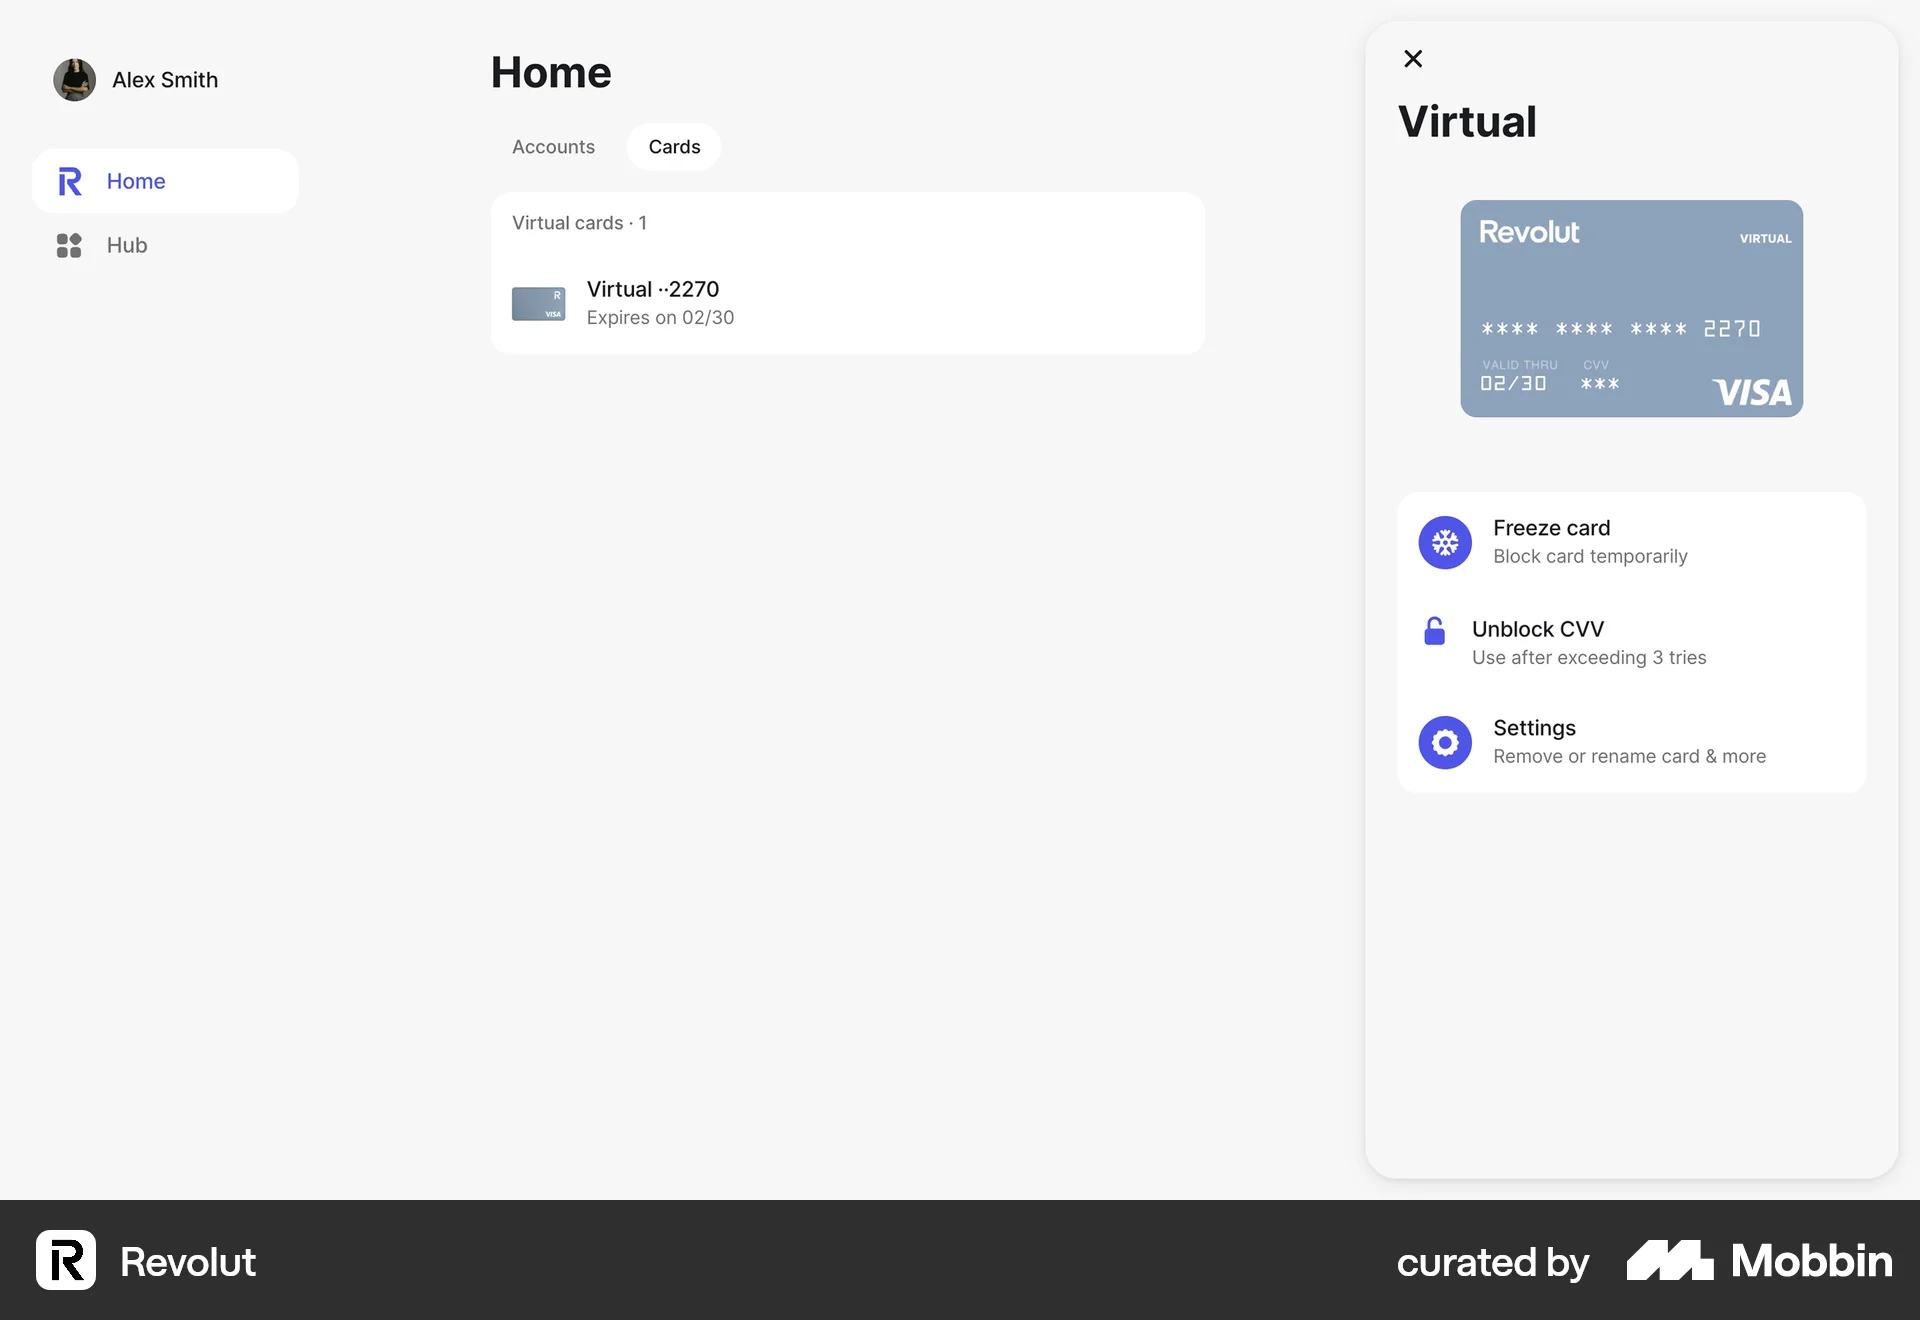 Alex Smith
Home
Hub
Home
Accounts
Cards
Virtual cards · 1
R
VISA
Virtual ··2270
Expires on 02/30
Virtual
Revolut
VIRTUAL
**** **** **** 2270
VALID THRU CVV
02/30 ***
VISA
Freeze card
Block card temporarily
Unblock CVV
Use after exceeding 3 tries
Settings
Remove or rename card & more
Revolut
curated by Mobbin